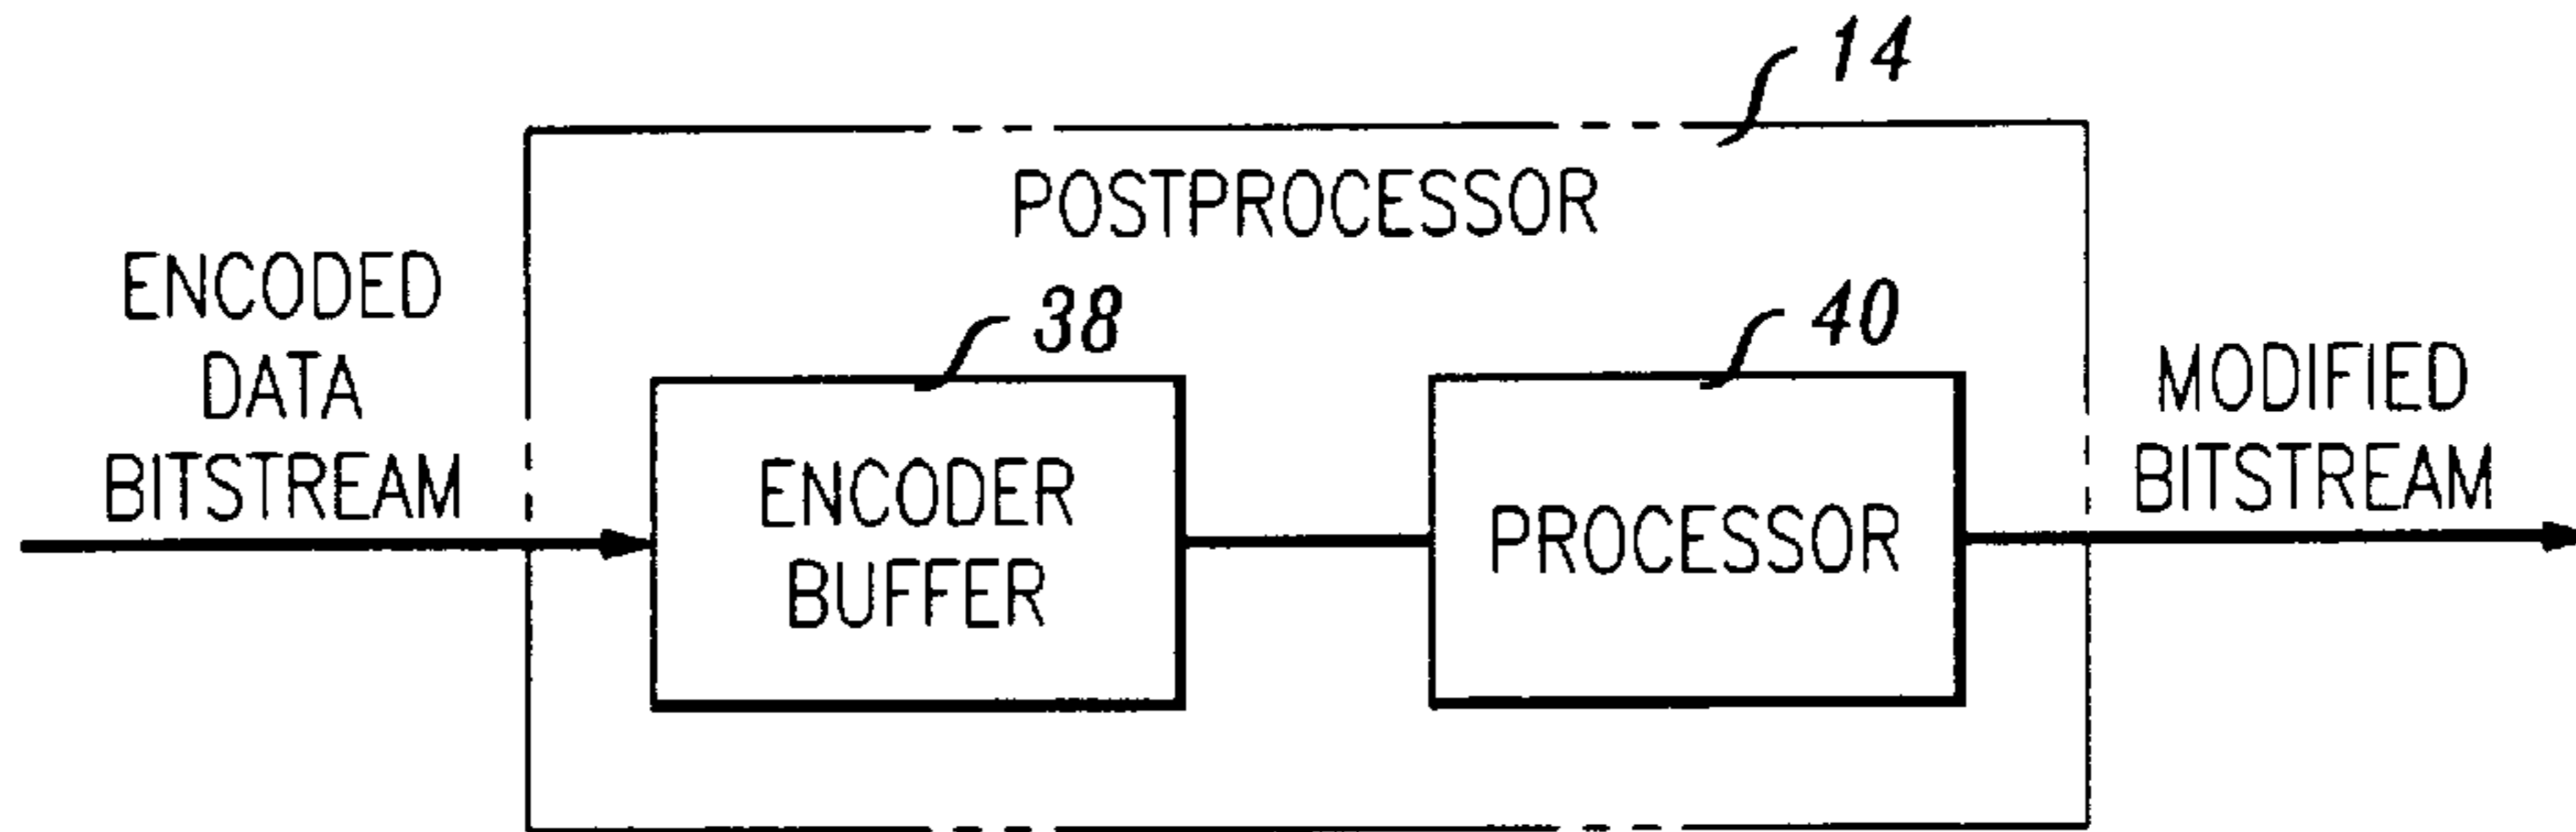 14
POSTPROCESSOR
ENCODED
DATA
BITSTREAM
38
ENCODER
BUFFER
40
PROCESSOR
MODIFIED
BITSTREAM